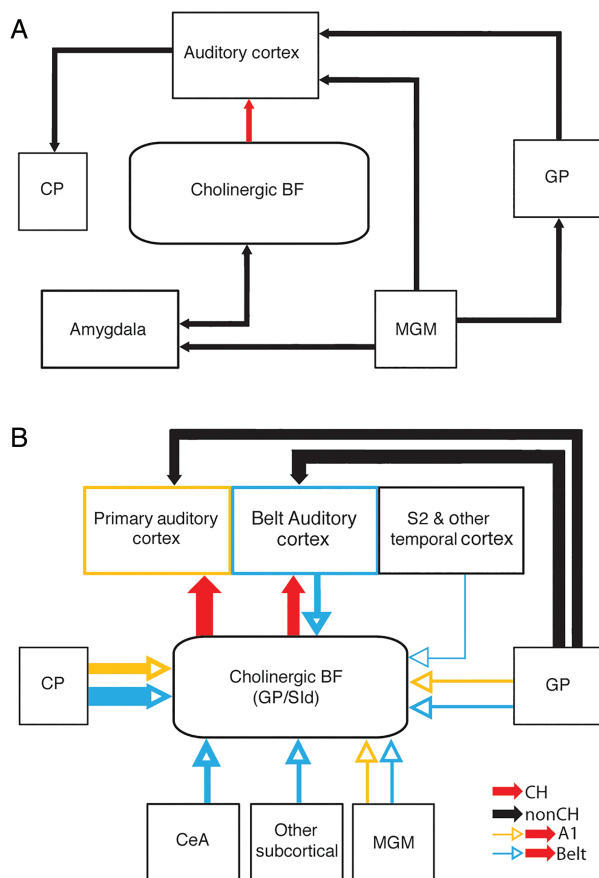 A
Auditory cortex
CP
Cholinergic BF
GP
Amygdala
MGM
B
Primary auditory
cortex
Belt Auditory
cortex
S2 & other
temporal cortex
CP
Cholinergic BF
(GP/SId)
GP
CeA
Other
subcortical
MGM
CH
nonCH
A1
Belt